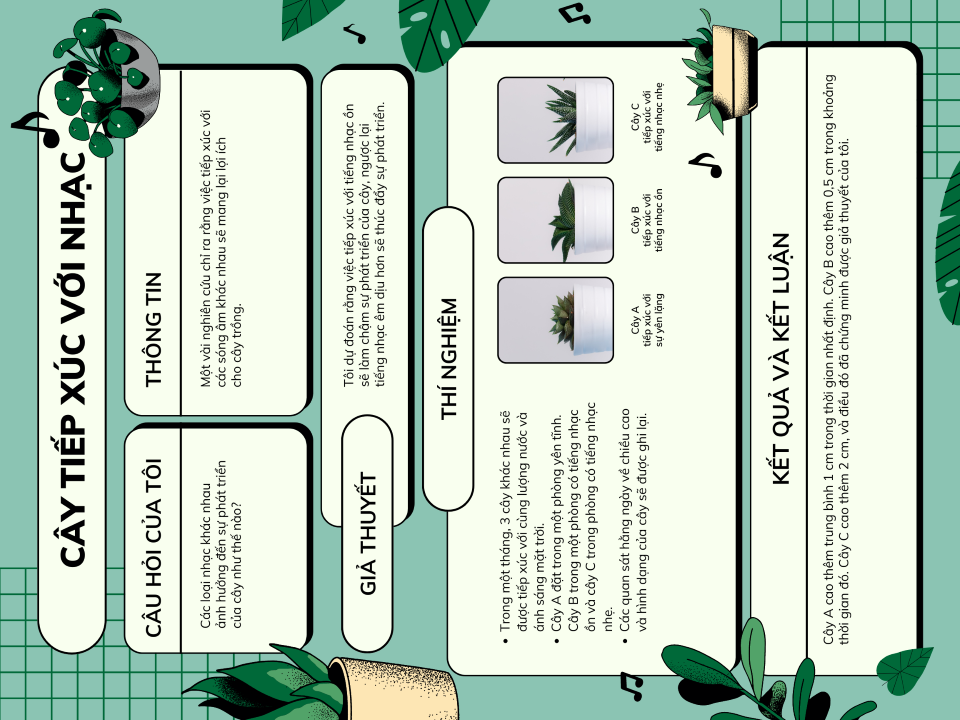 CÂY TIẾP XÚC VỚI NHẠC
CÂU HỎI CỦA TÔI
Các loại nhạc khác nhau
ảnh hưởng đến sự phát triển
của cây như thế nào?
THÔNG TIN
Một vài nghiên cứu chỉ ra rằng việc tiếp xúc với
các sóng âm khác nhau sẽ mang lại lợi ích
cho cây trồng.
GIẢ THUYẾT
Tôi dự đoán rằng việc tiếp xúc với tiếng nhạc ồn
sẽ làm chậm sự phát triển của cây, ngược lại
tiếng nhạc êm dịu hơn sẽ thúc đẩy sự phát triển.
THÍ NGHIỆM
• Trong một tháng, 3 cây khác nhau sẽ
được tiếp xúc với cùng lượng nước và
ánh sáng mặt trời.
• Cây A đặt trong một phòng yên tĩnh.
Cây B trong một phòng có tiếng nhạc
ồn và cây C trong phòng có tiếng nhạc
nhẹ.
• Các quan sát hằng ngày về chiều cao
và hình dạng của cây sẽ được ghi lại.
Cây A
tiếp xúc với
sự yên lặng
Cây B
tiếp xúc với
tiếng nhạc ồn
Cây C
tiếp xúc với
tiếng nhạc nhẹ
KẾT QUẢ VÀ KẾT LUẬN
Cây A cao thêm trung bình 1 cm trong thời gian nhất định. Cây B cao thêm 0,5 cm trong khoảng
thời gian đó. Cây C cao thêm 2 cm, và điều đó đã chứng minh được giả thuyết của tôi.